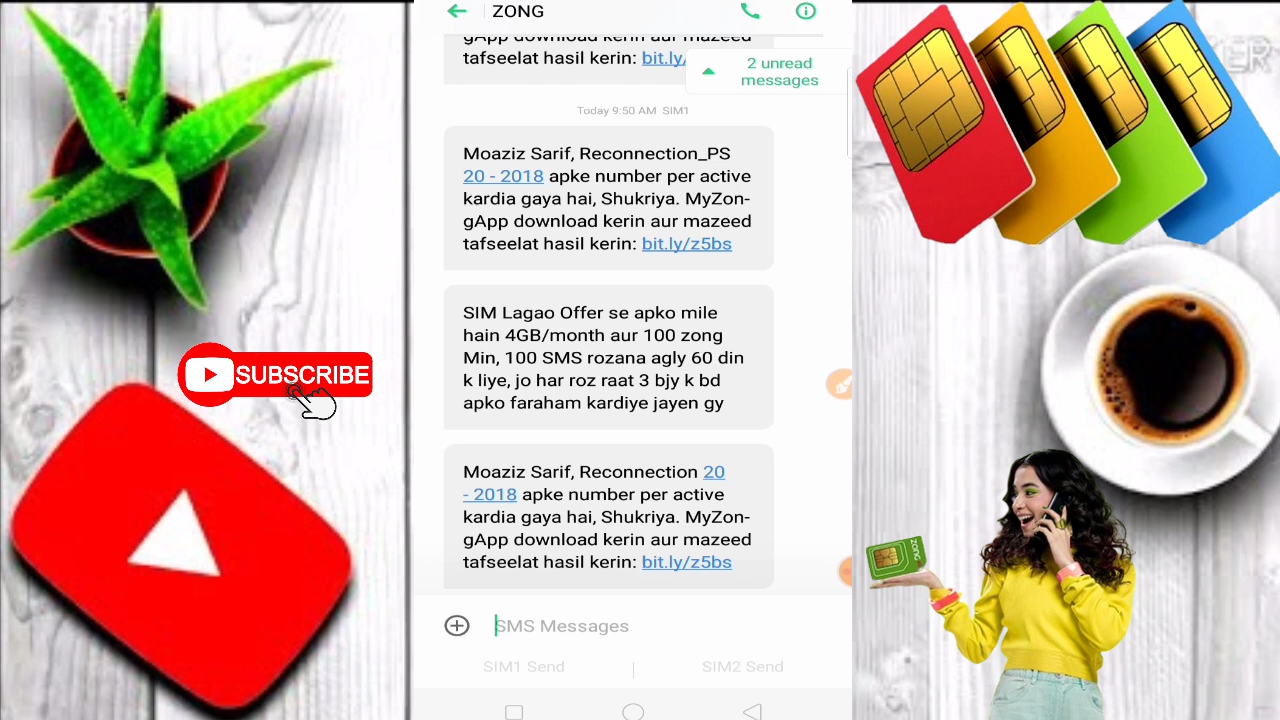 ZONG
gApp download kerin aur mazeed
tafseelat hasil kerin: bit.ly/
2 unread
messages
Today 9:50 AM SIM1
Moaziz Sarif, Reconnection_PS
20 - 2018 apke number per active
kardia gaya hai, Shukriya. MyZon-
gApp download kerin aur mazeed
tafseelat hasil kerin: bit.ly/z5bs
SIM Lagao Offer se apko mile
hain 4GB/month aur 100 zong
Min, 100 SMS rozana agly 60 din
k liye, jo har roz raat 3 bjy k bd
apko faraham kardiye jayen gy
Moaziz Sarif, Reconnection 20
- 2018 apke number per active
kardia gaya hai, Shukriya. MyZon-
gApp download kerin aur mazeed
tafseelat hasil kerin: bit.ly/z5bs
SMS Messages
SIM1 Send
SIM2 Send
SUBSCRIBE
ZONG